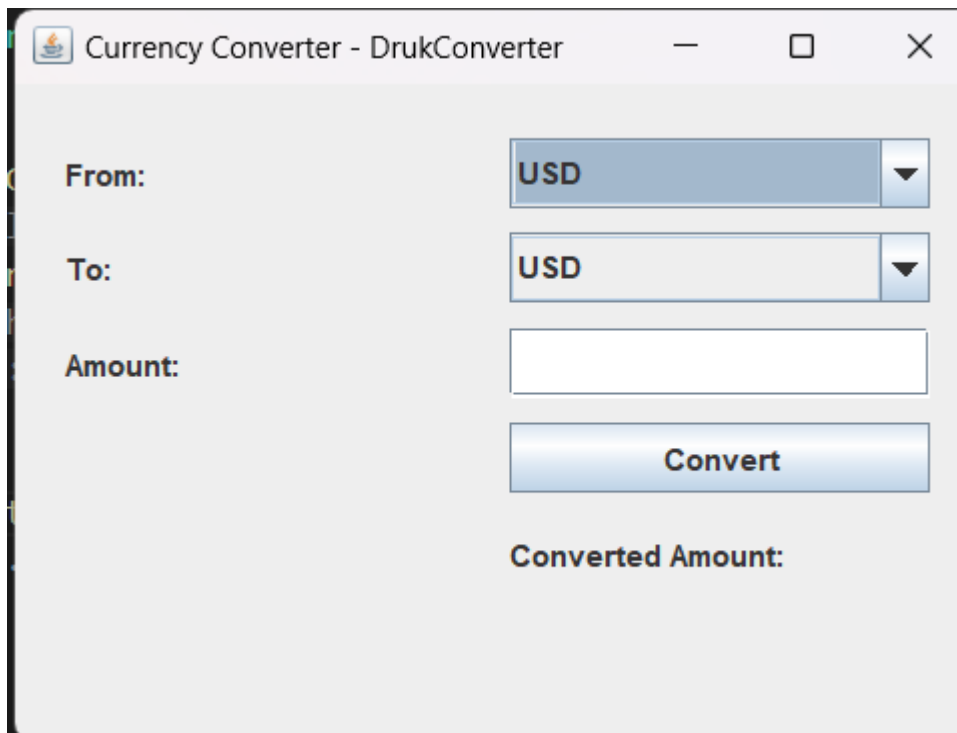 Currency Converter - DrukConverter
From:
USD
To:
USD
Amount:
Convert
Converted Amount: